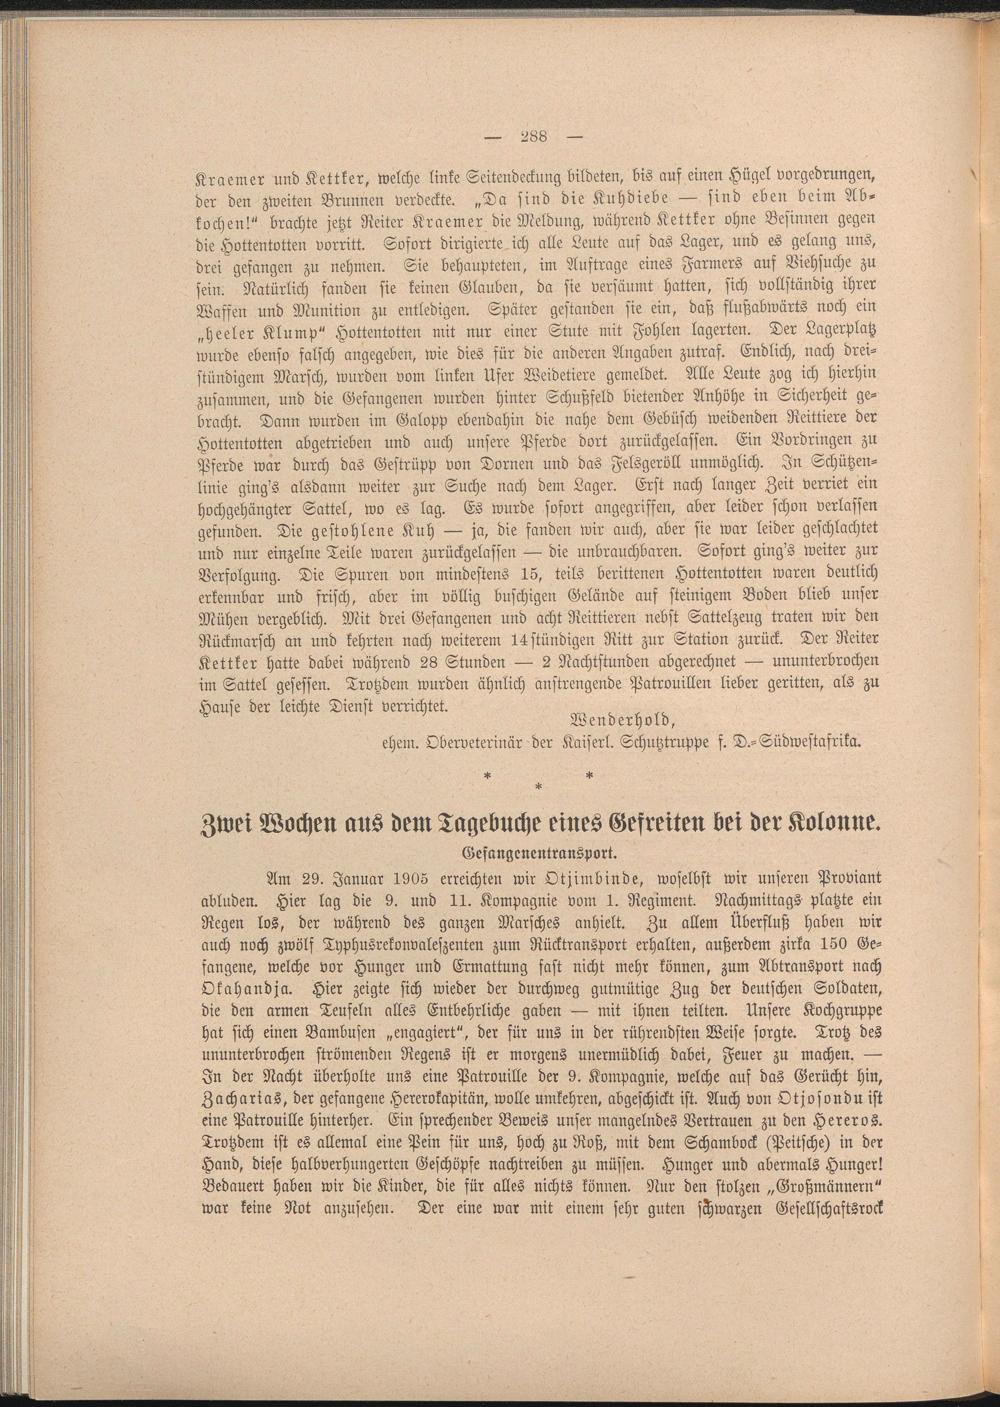 — 288 —
Kraemer und Kettker, welche linke Seitendeckung bildeten, bis auf einen Hügel vorgedrungen,
der den zweiten Brunnen verdeckte. „Da sind die Kuhdiebe — sind eben beim Ab-
kochen!“ brachte jetzt Reiter Kraemer die Meldung, während Kettker ohne Besinnen gegen
die Hottentotten vorritt. Sofort dirigierte ich alle Leute auf das Lager, und es gelang uns,
drei gefangen zu nehmen. Sie behaupteten, im Auftrage eines Farmers auf Viehsuche zu
sein. Natürlich fanden sie keinen Glauben, da sie versäumt hatten, sich vollständig ihrer
Waffen und Munition zu entledigen. Später gestanden sie ein, daß flußabwärts noch ein
„heeler Klump“ Hottentotten mit nur einer Stute mit Fohlen lagerten. Der Lagerplatz
wurde ebenso falsch angegeben, wie dies für die anderen Angaben zutraf. Endlich, nach drei-
stündigem Marsch, wurden vom linken Ufer Weidetiere gemeldet. Alle Leute zog ich hierhin
zusammen, und die Gefangenen wurden hinter Schußfeld bietender Anhöhe in Sicherheit ge-
bracht. Dann wurden im Galopp ebendahin die nahe dem Gebüsch weidenden Reittiere der
Hottentotten abgetrieben und auch unsere Pferde dort zurückgelassen. Ein Vordringen zu
Pferde war durch das Gestrüpp von Dornen und das Felsgeröll unmöglich. In Schützen-
linie ging's alsdann weiter zur Suche nach dem Lager. Erst nach langer Zeit verriet ein
hochgehängter Sattel, wo es lag. Es wurde sofort angegriffen, aber leider schon verlassen
gefunden. Die gestohlene Kuh — ja, die fanden wir auch, aber sie war leider geschlachtet
und nur einzelne Teile waren zurückgelassen — die unbrauchbaren. Sofort ging's weiter zur
Verfolgung. Die Spuren von mindestens 15, teils berittenen Hottentotten waren deutlich
erkennbar und frisch, aber im völlig buschigen Gelände auf steinigem Boden blieb unser
Mühen vergeblich. Mit drei Gefangenen und acht Reittieren nebst Sattelzeug traten wir den
Rückmarsch an und kehrten nach weiterem 14stündigen Ritt zur Station zurück. Der Reiter
Kettker hatte dabei während 28 Stunden — 2 Nachtstunden abgerechnet — ununterbrochen
im Sattel gesessen. Trotzdem wurden ähnlich anstrengende Patrouillen lieber geritten, als zu
Hause der leichte Dienst verrichtet.
Wenderhold,
ehem. Oberveterinär der Kaiserl. Schutztruppe f. D.-Südwestafrika.
* * *
Zwei Wochen aus dem Tagebuche eines Gefreiten bei der Kolonne.
Gefangenentransport.
Am 29. Januar 1905 erreichten wir Otjimbinde, woselbst wir unseren Proviant
abluden. Hier lag die 9. und 11. Kompagnie vom 1. Regiment. Nachmittags platzte ein
Regen los, der während des ganzen Marsches anhielt. Zu allem Überfluß haben wir
auch noch zwölf Typhusrekonvaleszenten zum Rücktransport erhalten, außerdem zirka 150 Ge-
fangene, welche vor Hunger und Ermattung fast nicht mehr können, zum Abtransport nach
Okahandja. Hier zeigte sich wieder der durchweg gutmütige Zug der deutschen Soldaten,
die den armen Teufeln alles Entbehrliche gaben — mit ihnen teilten. Unsere Kochgruppe
hat sich einen Bambusen „engagiert“, der für uns in der rührendsten Weise sorgte. Trotz des
ununterbrochen strömenden Regens ist er morgens unermüdlich dabei, Feuer zu machen. —
In der Nacht überholte uns eine Patrouille der 9. Kompagnie, welche auf das Gerücht hin,
Zacharias, der gefangene Hererokapitän, wolle umkehren, abgeschickt ist. Auch von Otjosondu ist
eine Patrouille hinterher. Ein sprechender Beweis unser mangelndes Vertrauen zu den Hereros.
Trotzdem ist es allemal eine Pein für uns, hoch zu Roß, mit dem Schambock (Peitsche) in der
Hand, diese halbverhungerten Geschöpfe nachtreiben zu müssen. Hunger und abermals Hunger!
Bedauert haben wir die Kinder, die für alles nichts können. Nur den stolzen „Großmännern“
war keine Not anzusehen. Der eine war mit einem sehr guten schwarzen Gesellschaftsrock